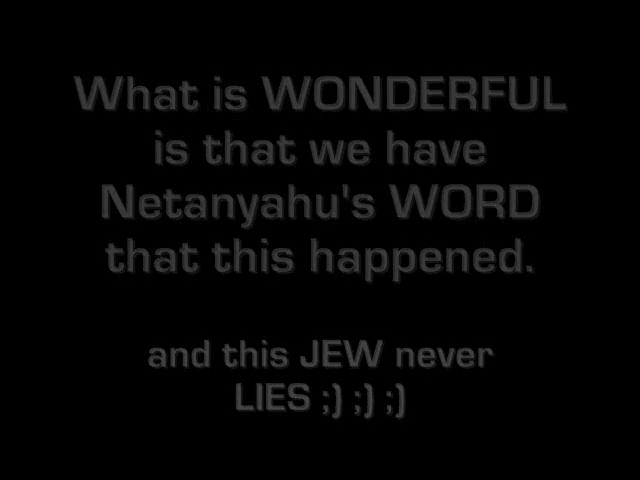 What is WONDERFUL
is that we have
Netanyahu's WORD
that this happened.
and this JEW never
LIES ;) ;) ;)